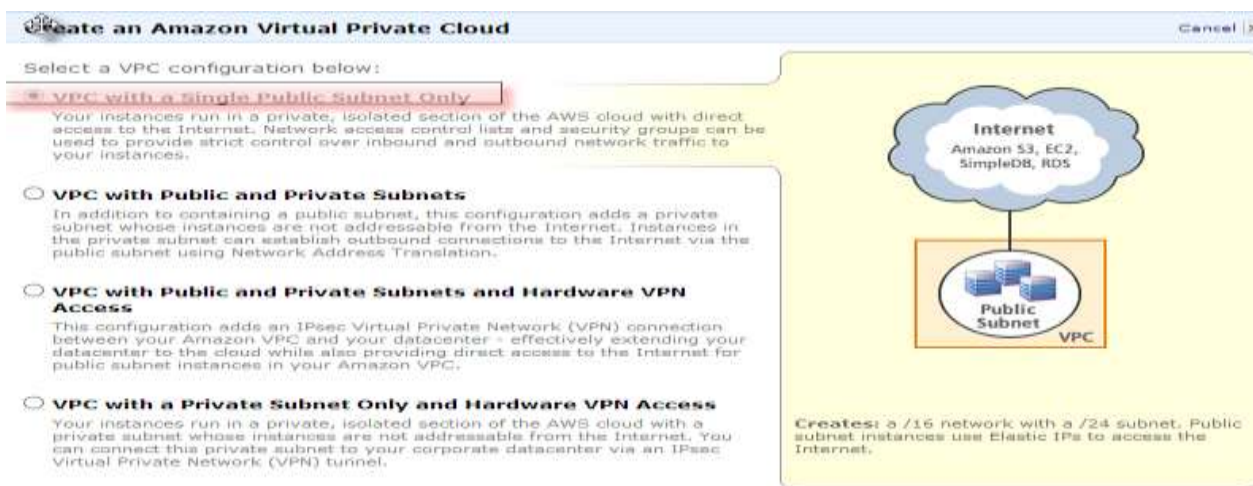 Create an Amazon Virtual Private Cloud
Cancel
Select a VPC configuration below:
VPC with a Single Public Subnet Only
Your instances run in a private, isolated section of the AWS cloud with direct
access to the Internet. Network access control lists and security groups can be
used to provide strict control over inbound and outbound network traffic to
your instances.
VPC with Public and Private Subnets
In addition to containing a public subnet, this configuration adds a private
subnet whose instances are not addressable from the Internet. Instances in
the private subnet can establish outbound connections to the Internet via the
public subnet using Network Address Translation.
VPC with Public and Private Subnets and Hardware VPN
Access
This configuration adds an IPsec Virtual Private Network (VPN) connection
between your Amazon VPC and your datacenter - effectively extending your
datacenter to the cloud while also providing direct access to the Internet for
public subnet instances in your Amazon VPC.
VPC with a Private Subnet Only and Hardware VPN Access
Your instances run in a private, isolated section of the AWS cloud with a
private subnet whose instances are not addressable from the Internet. You
can connect this private subnet to your corporate datacenter via an IPsec
Virtual Private Network (VPN) tunnel.
Internet
Amazon S3, EC2,
SimpleDB, RDS
Public
Subnet
VPC
Creates: a /16 network with a /24 subnet. Public
subnet instances use Elastic IPs to access the
Internet.